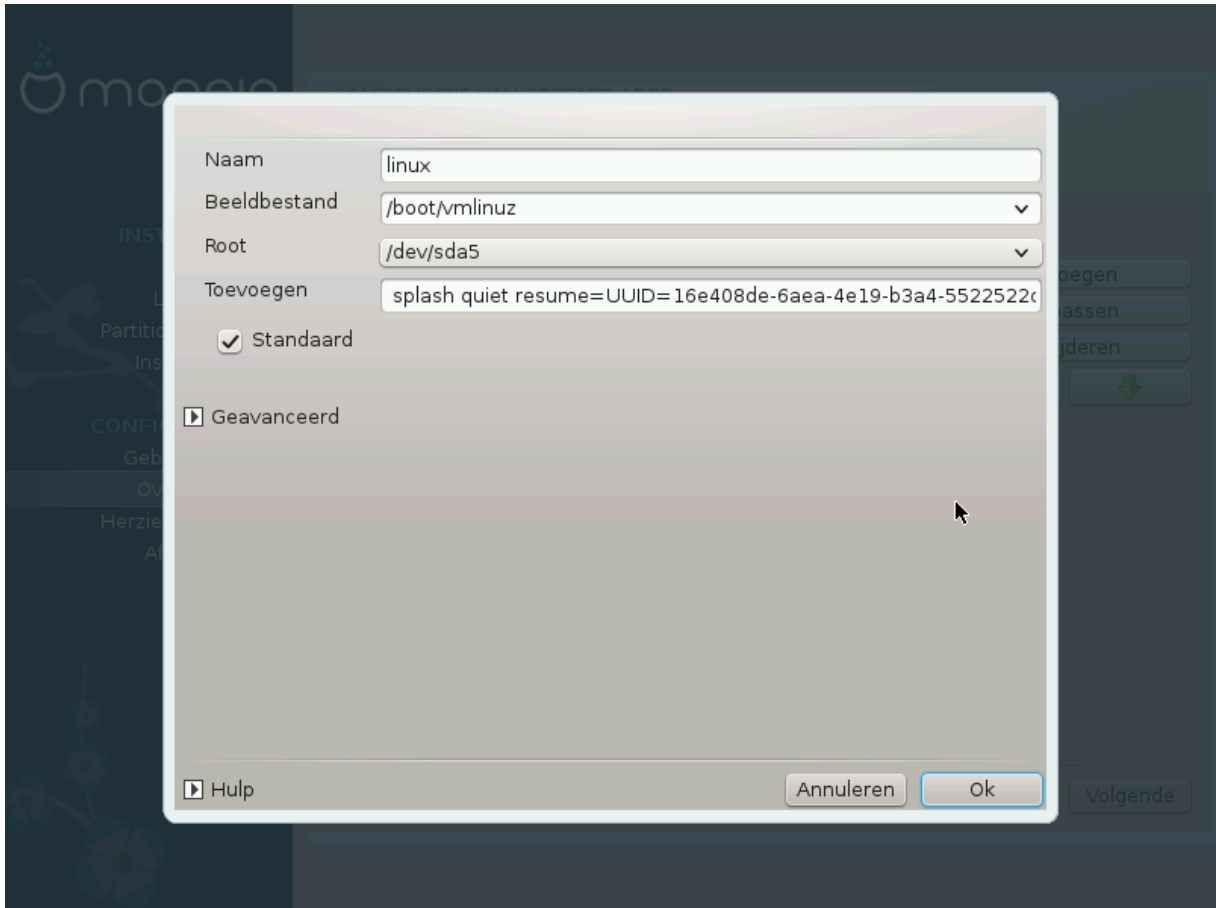 Naam
linux
Beeldbestand
/boot/vmlinuz
Root
/dev/sda5
Toevoegen
splash quiet resume=UUID=16e408de-6aea-4e19-b3a4-5522522
Standaard
Geavanceerd
Hulp
Annuleren
Ok
Volgende